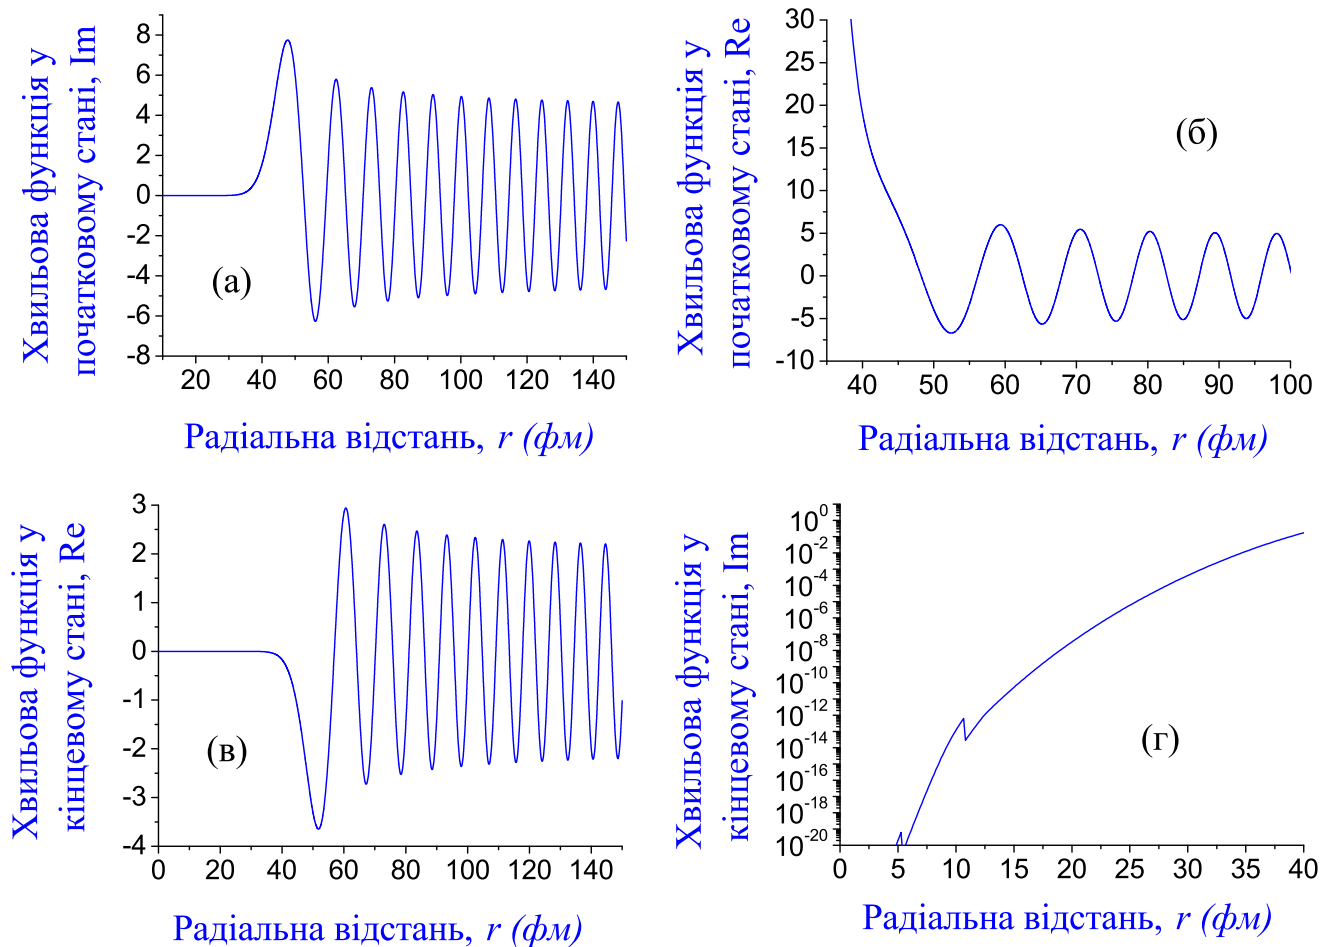 Хвильова функція у
початковому стані, Im
8
6
4
2
0
-2
-4
-6
-8
(а)
20 40 60 80 100 120 140
Радіальна відстань, r (фм)
Хвильова функція у
початковому стані, Re
30
25
20
15
10
5
0
-5
-10
(б)
40 50 60 70 80 90 100
Радіальна відстань, r (фм)
Хвильова функція у
кінцевому стані, Re
3
2
1
0
-1
-2
-3
-4
(в)
0 20 40 60 80 100 120 140
Радіальна відстань, r (фм)
Хвильова функція у
кінцевому стані, Im
10^0
10^-2
10^-4
10^-6
10^-8
10^-10
10^-12
10^-14
10^-16
10^-18
10^-20
(г)
0 5 10 15 20 25 30 35 40
Радіальна відстань, r (фм)